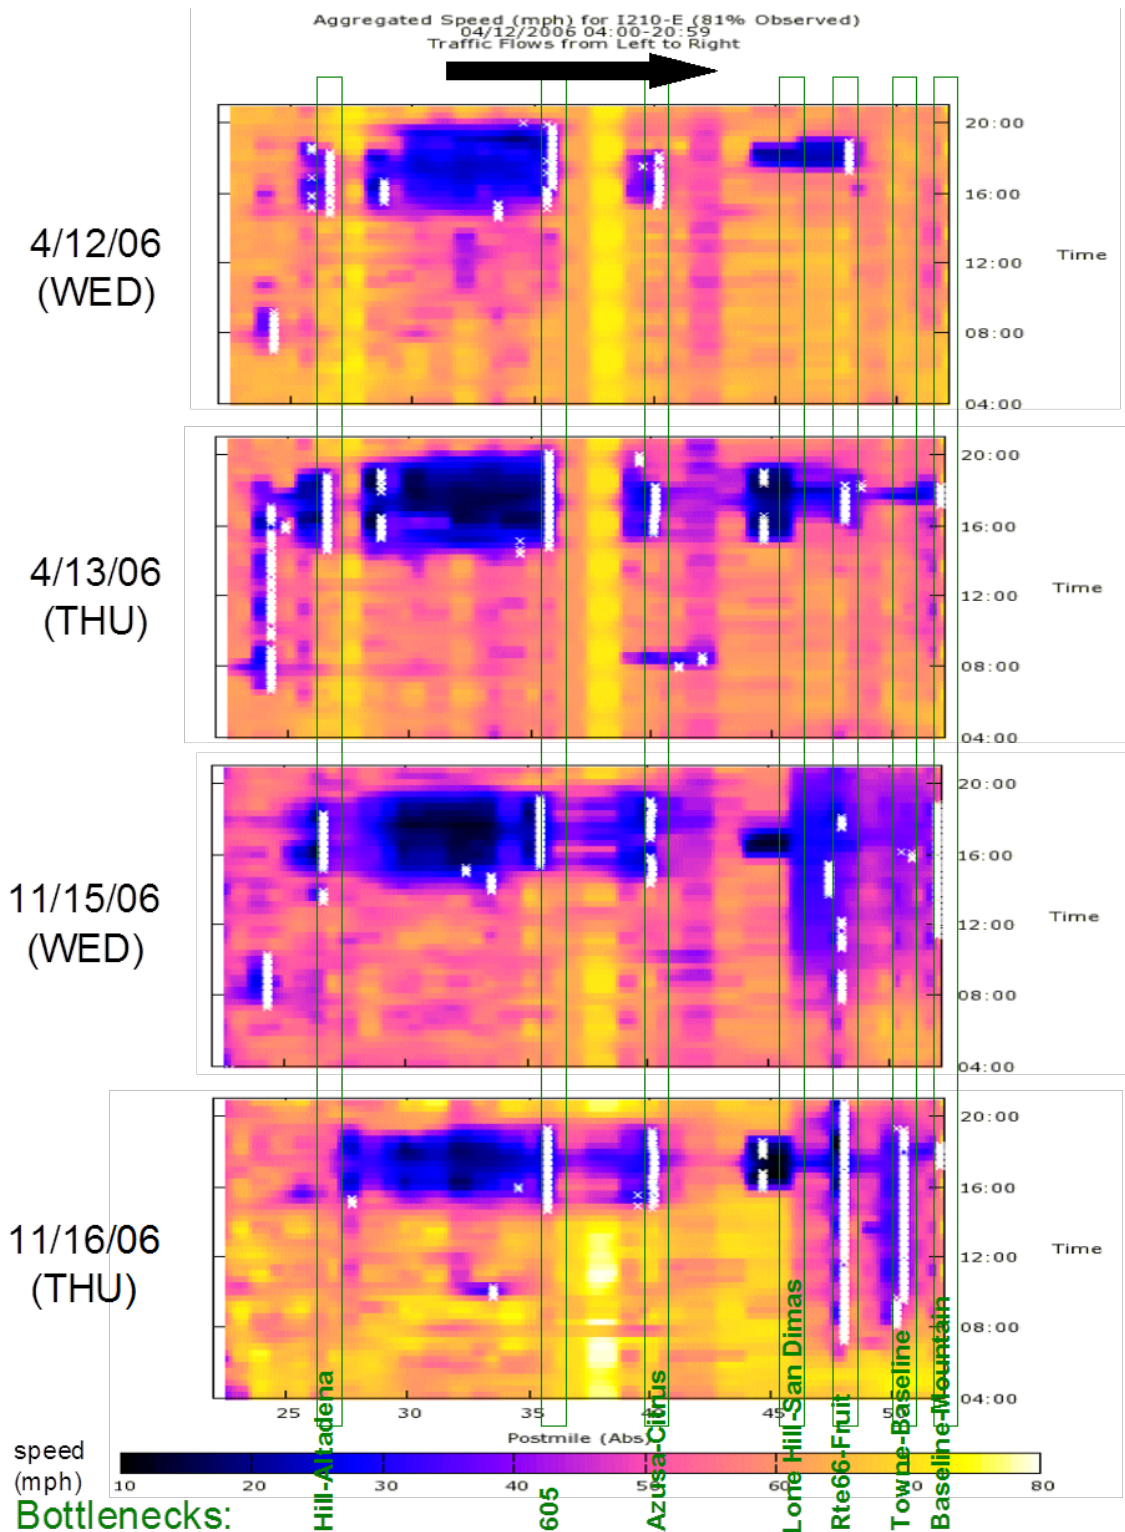 Aggregated Speed (mph) for I210-E (81% Observed)
04/12/2006 04:00-20:59
Traffic Flows from Left to Right
20:00
16:00
12:00
08:00
04:00
Time
4/12/06
(WED)
20:00
16:00
12:00
08:00
04:00
Time
4/13/06
(THU)
20:00
16:00
12:00
08:00
04:00
Time
11/15/06
(WED)
20:00
16:00
12:00
08:00
04:00
Time
11/16/06
(THU)
25 30 35 40 45
Postmile (Abs)
speed
(mph)
10 20 30 40 50 60 70 80
Bottlenecks:
Hill-Altadena
605
Azusa-Citrus
Lone Hill-San Dimas
Rte66-Fruit
Towne-Baseline
Baseline-Mountain